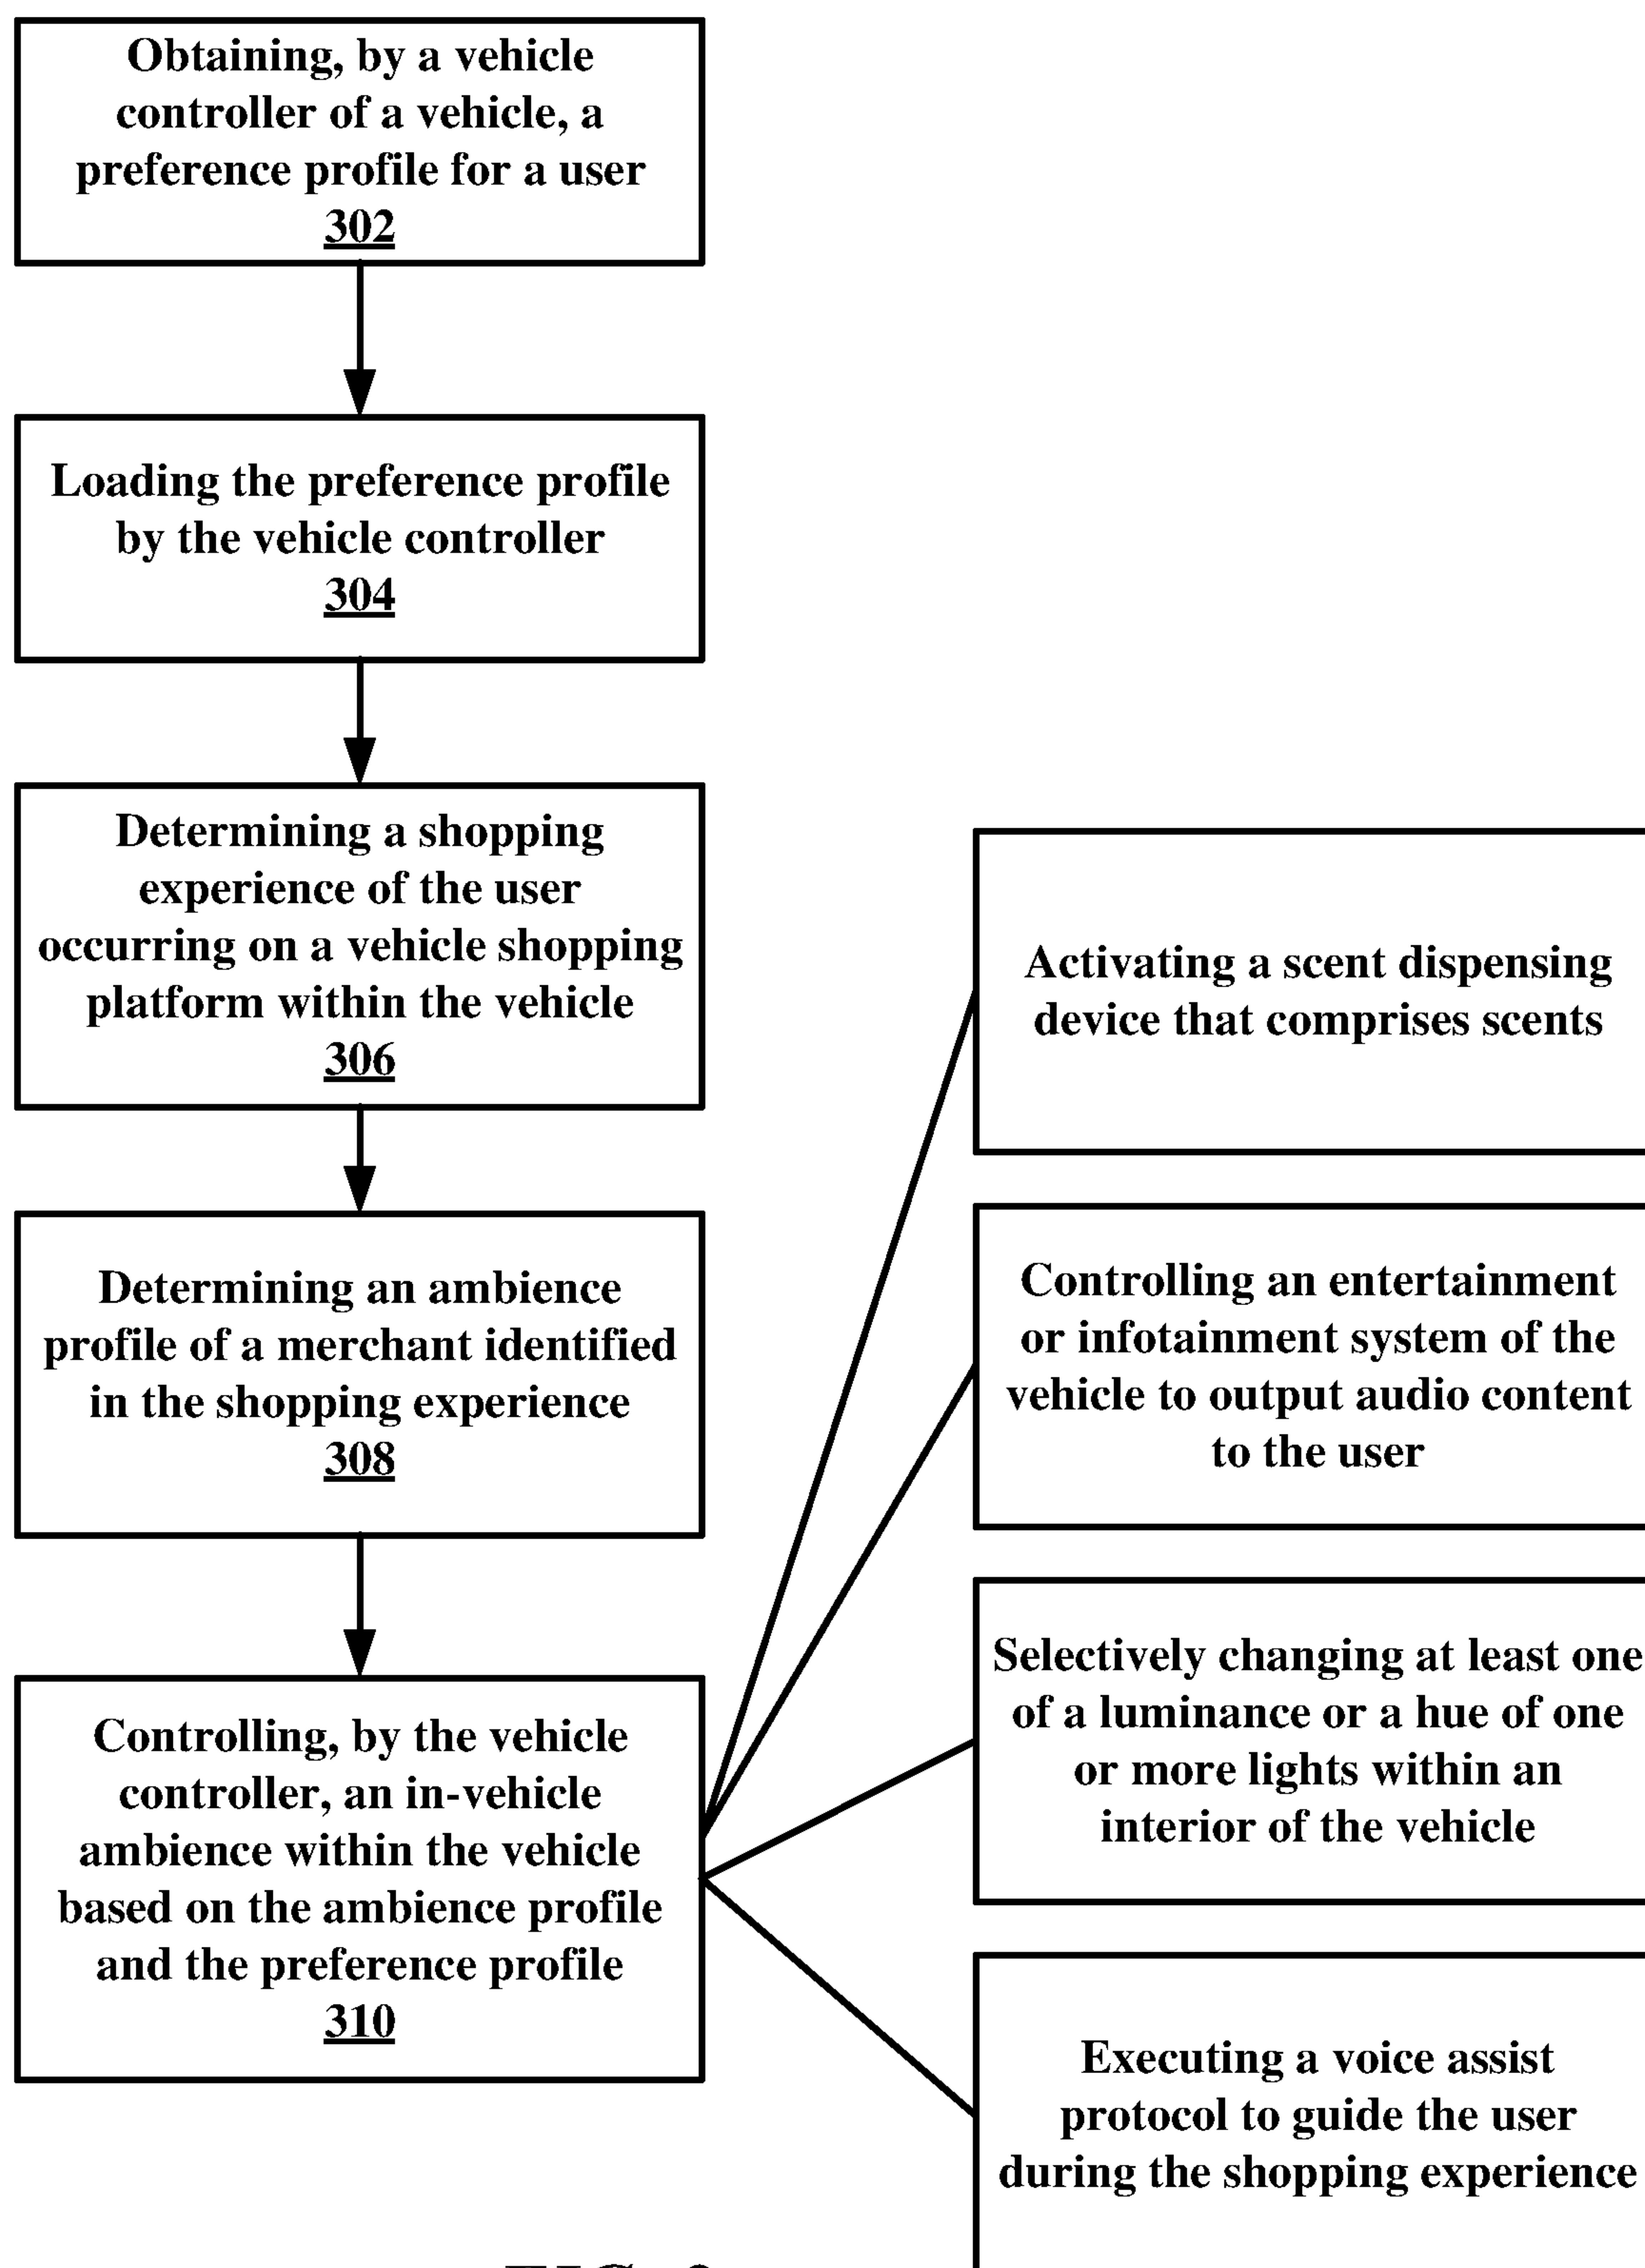 Obtaining, by a vehicle
controller of a vehicle, a
preference profile for a user
302
Loading the preference profile
by the vehicle controller
304
Determining a shopping
experience of the user
occurring on a vehicle shopping
platform within the vehicle
306
Determining an ambience
profile of a merchant identified
in the shopping experience
308
Controlling, by the vehicle
controller, an in-vehicle
ambience within the vehicle
based on the ambience profile
and the preference profile
310
Activating a scent dispensing
device that comprises scents
Controlling an entertainment
or infotainment system of the
vehicle to output audio content
to the user
Selectively changing at least one
of a luminance or a hue of one
or more lights within an
interior of the vehicle
Executing a voice assist
protocol to guide the user
during the shopping experience